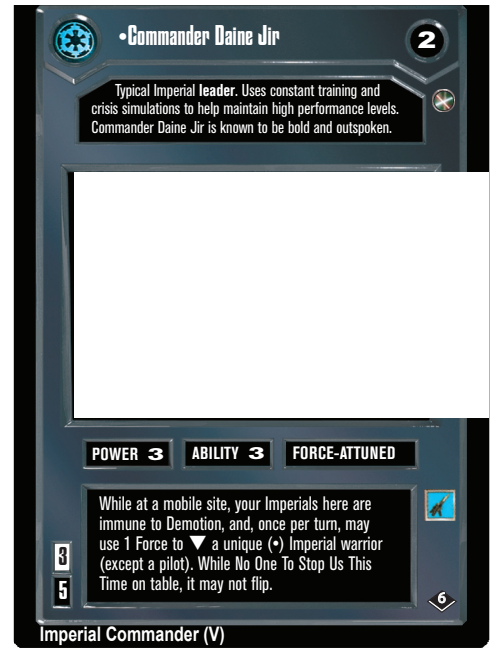 •Commander Daine Jir
2
Typical Imperial leader. Uses constant training and
crisis simulations to help maintain high performance levels.
Commander Daine Jir is known to be bold and outspoken.
POWER 3 ABILITY 3 FORCE-ATTUNED
While at a mobile site, your Imperials here are
immune to Demotion, and, once per turn, may
use 1 Force to ▼ a unique (•) Imperial warrior
(except a pilot). While No One To Stop Us This
Time on table, it may not flip.
3
5
6
Imperial Commander (V)